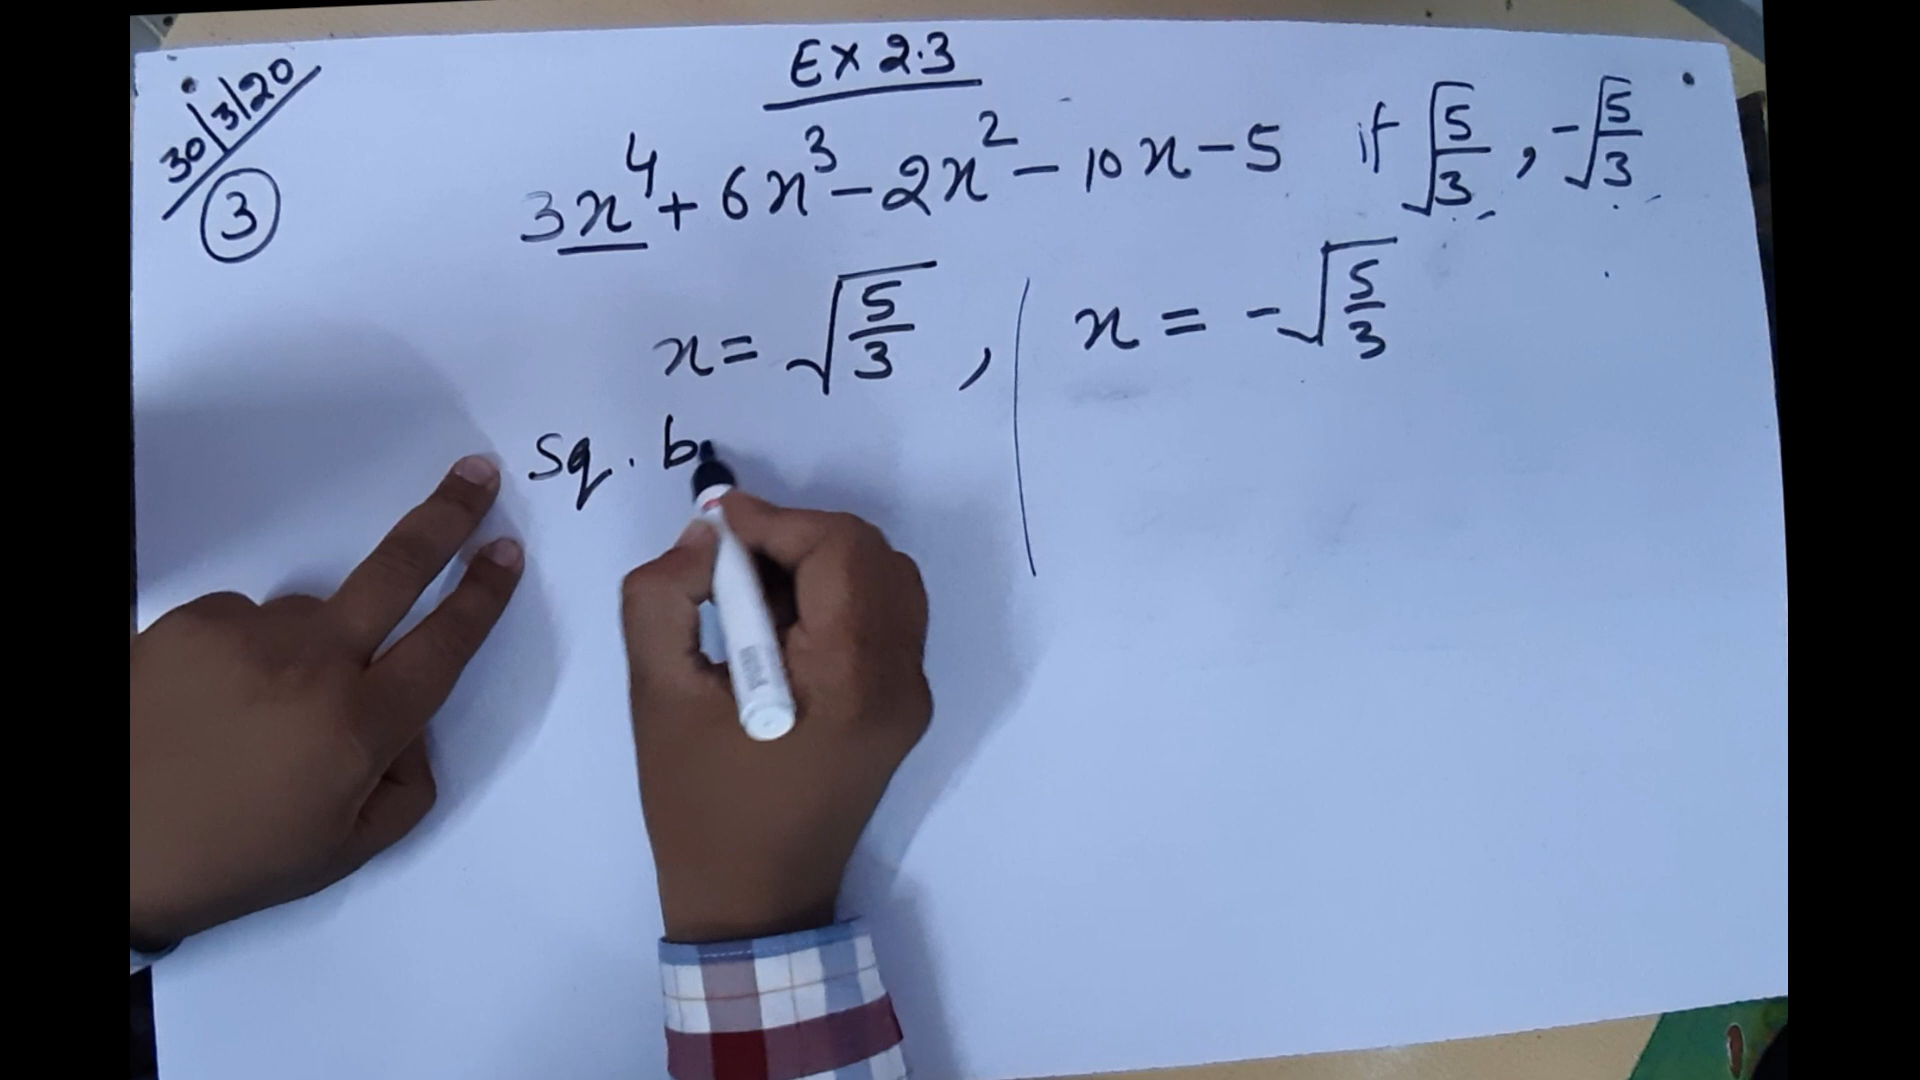 EX 2.3
30/3/20
3
3x⁴ + 6x³ - 2x² - 10x - 5 if √5/3, -√5/3
x = √5/3, x = -√5/3
Sq. b